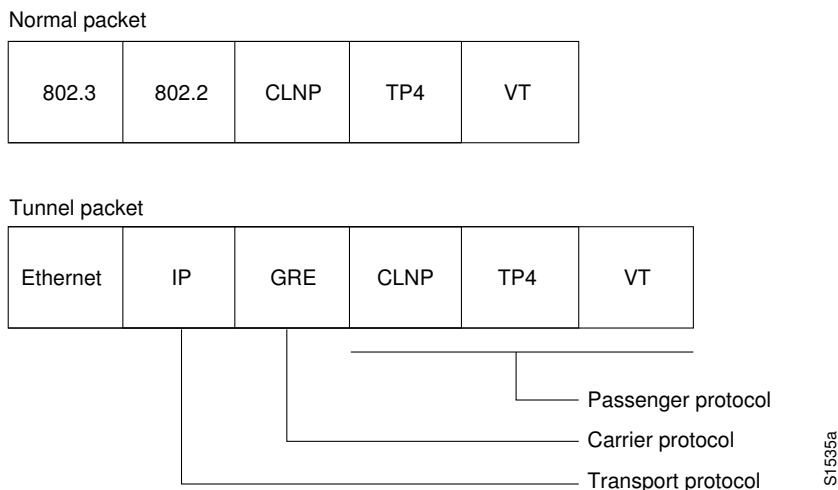 Normal packet
802.3 802.2 CLNP TP4 VT
Tunnel packet
Ethernet IP GRE CLNP TP4 VT
Passenger protocol
Carrier protocol
Transport protocol
S1535a